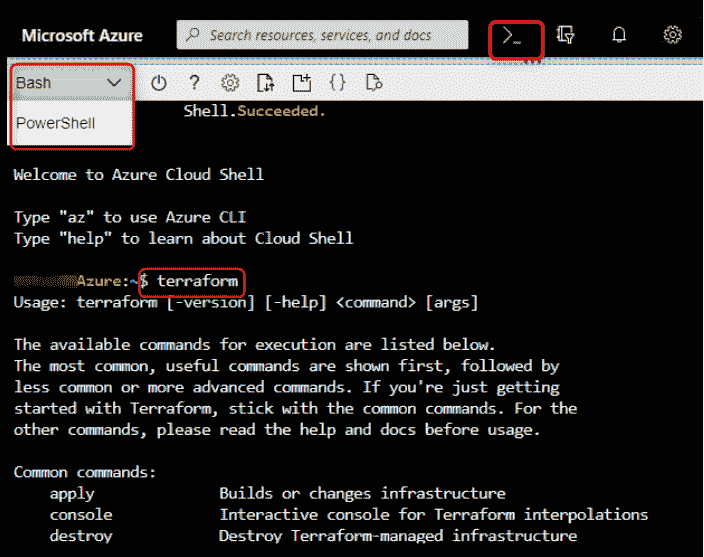 Microsoft Azure
Search resources, services, and docs
Bash
PowerShell
Shell.Succeeded.
Welcome to Azure Cloud Shell
Type "az" to use Azure CLI
Type "help" to learn about Cloud Shell
Azure:~$ terraform
Usage: terraform [-version] [-help] <command> [args]
The available commands for execution are listed below.
The most common, useful commands are shown first, followed by
less common or more advanced commands. If you're just getting
started with Terraform, stick with the common commands. For the
other commands, please read the help and docs before usage.
Common commands:
apply Builds or changes infrastructure
console Interactive console for Terraform interpolations
destroy Destroy Terraform-managed infrastructure